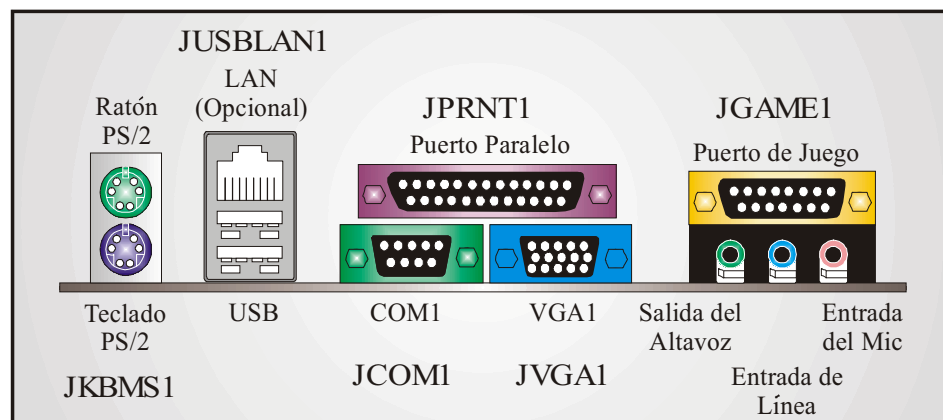 JUSBLAN1
LAN
(Opcional)
Ratón
PS/2
JPRNT1
Puerto Paralelo
JGAME1
Puerto de Juego
Teclado
PS/2
JKBMS1
USB
COM1
JCOM1
VGA1
JVGA1
Salida del
Altavoz
Entrada de
Línea
Entrada
del Mic